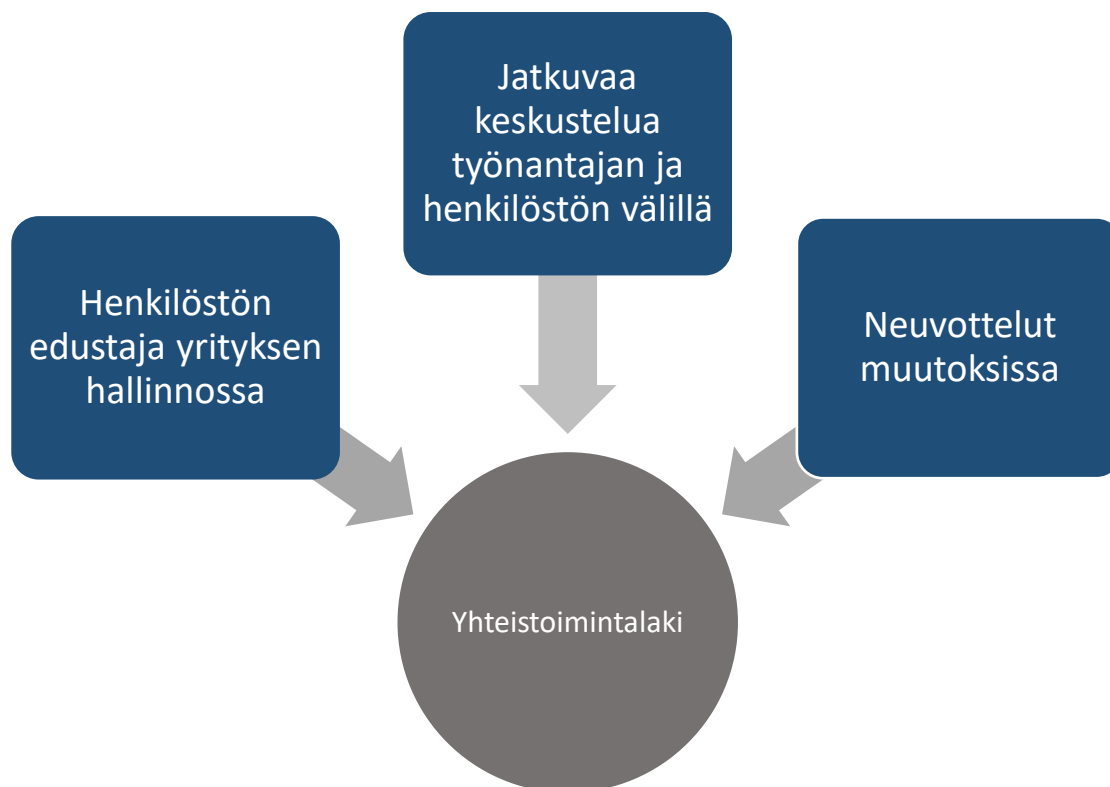 Jatkuvaa
keskustelua
työnantajan ja
henkilöstön välillä
Henkilöstön
edustaja yrityksen
hallinnossa
Neuvottelut
muutoksissa
Yhteistoimintalaki